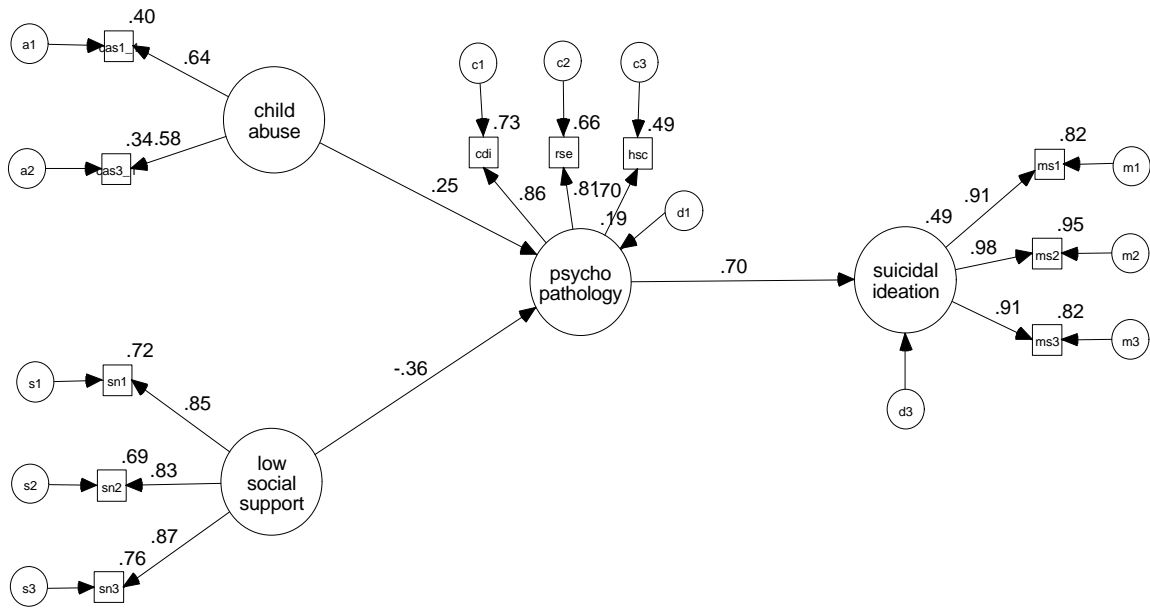 .40
a1
cas1_
.64
child
abuse
.34
.58
a2
cas3_1
c1
c2
c3
.73
.66
.49
cdi
rse
hsc
.86
.81
.70
.19
d1
.25
psycho
pathology
.70
.49
suicidal
ideation
d3
.82
ms1
m1
.91
.95
.98
ms2
m2
.91
.82
ms3
m3
-.36
.72
s1
sn1
.85
.69
.83
s2
sn2
low
social
support
.87
.76
s3
sn3